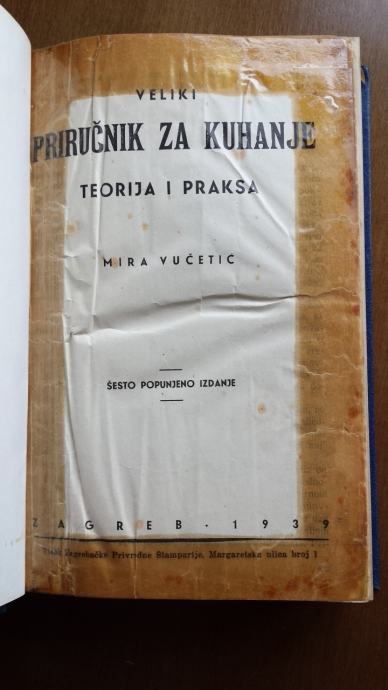 VELIKI
PRIRUČNIK ZA KUHANJE
TEORIJA I PRAKSA
MIRA VUČETIĆ
ŠESTO POPUNJENO IZDANJE
ZAGREB · 1939
Tisak Zagrebačke Privredne Štamparije, Margaretska ulica broj 1